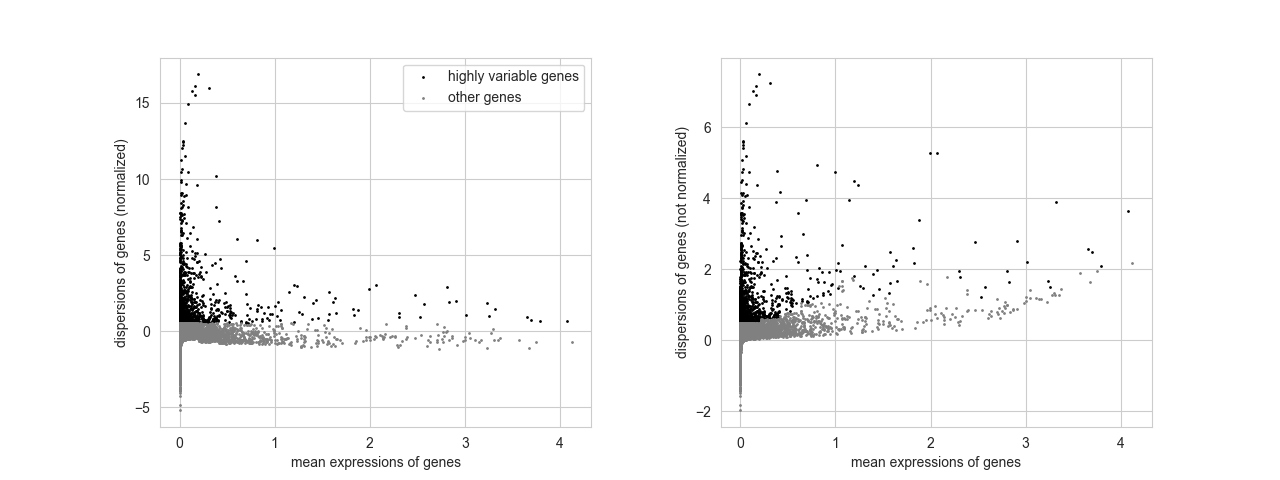 highly variable genes
other genes
dispersions of genes (normalized)
15
10
5
0
−5
0 1 2 3 4
mean expressions of genes
dispersions of genes (not normalized)
6
4
2
0
−2
0 1 2 3 4
mean expressions of genes